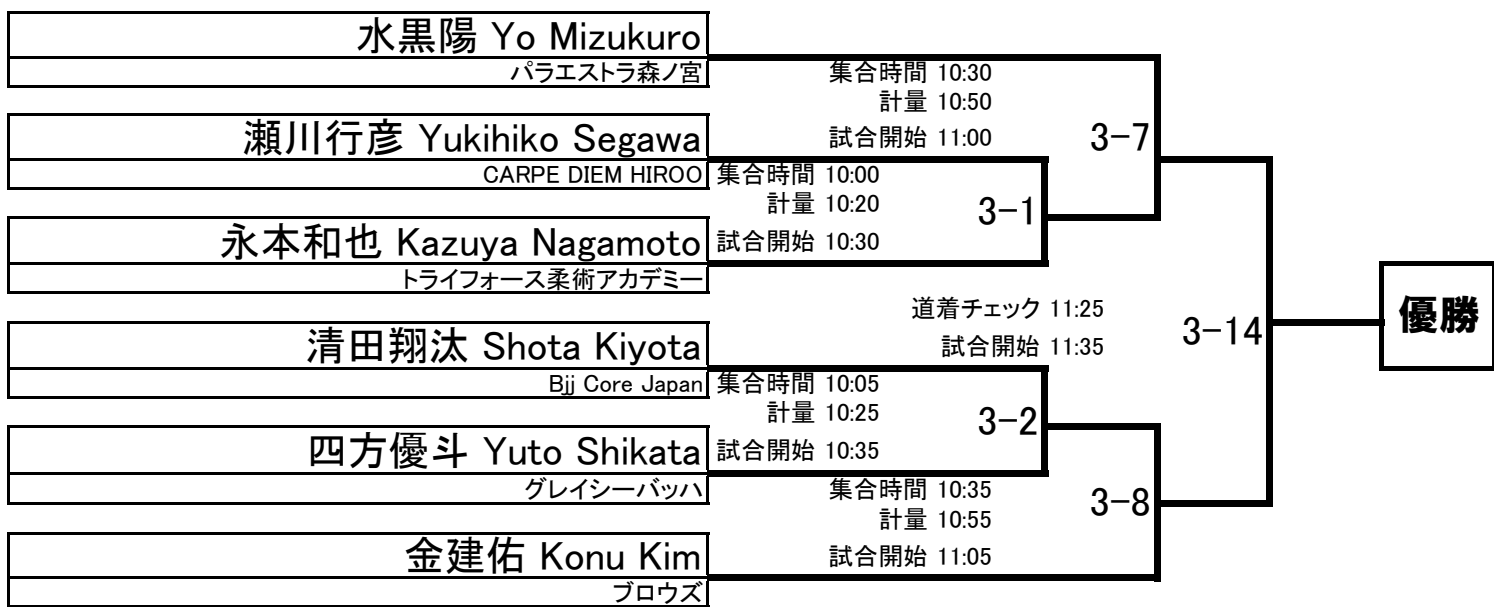 水黒陽 Yo Mizukuro
パラエストラ森ノ宮
集合時間 10:30
計量 10:50
試合開始 11:00
3-7
瀬川行彦 Yukihiko Segawa
CARPE DIEM HIROO
集合時間 10:00
計量 10:20
試合開始 10:30
3-1
永本和也 Kazuya Nagamoto
トライフォース柔術アカデミー
道着チェック 11:25
試合開始 11:35
3-14
優勝
清田翔汰 Shota Kiyota
Bjj Core Japan
集合時間 10:05
計量 10:25
試合開始 10:35
3-2
四方優斗 Yuto Shikata
グレイシーバッハ
集合時間 10:35
計量 10:55
試合開始 11:05
3-8
金建佑 Konu Kim
ブロウズ